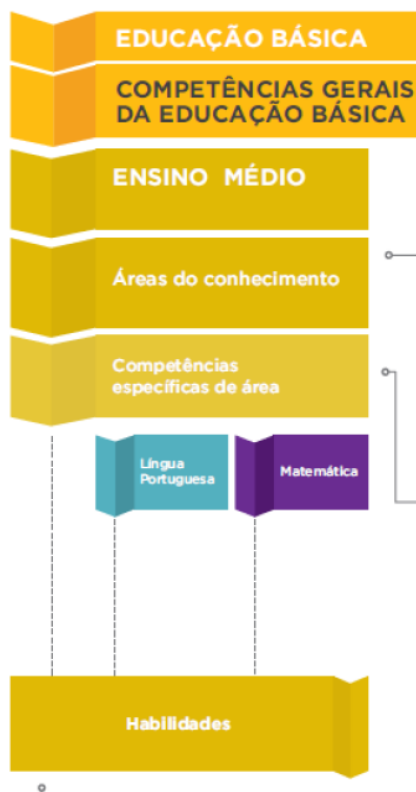 EDUCAÇÃO BÁSICA
COMPETÊNCIAS GERAIS
DA EDUCAÇÃO BÁSICA
ENSINO MÉDIO
Áreas do conhecimento
Competências
específicas de área
Língua
Portuguesa
Matemática
Habilidades